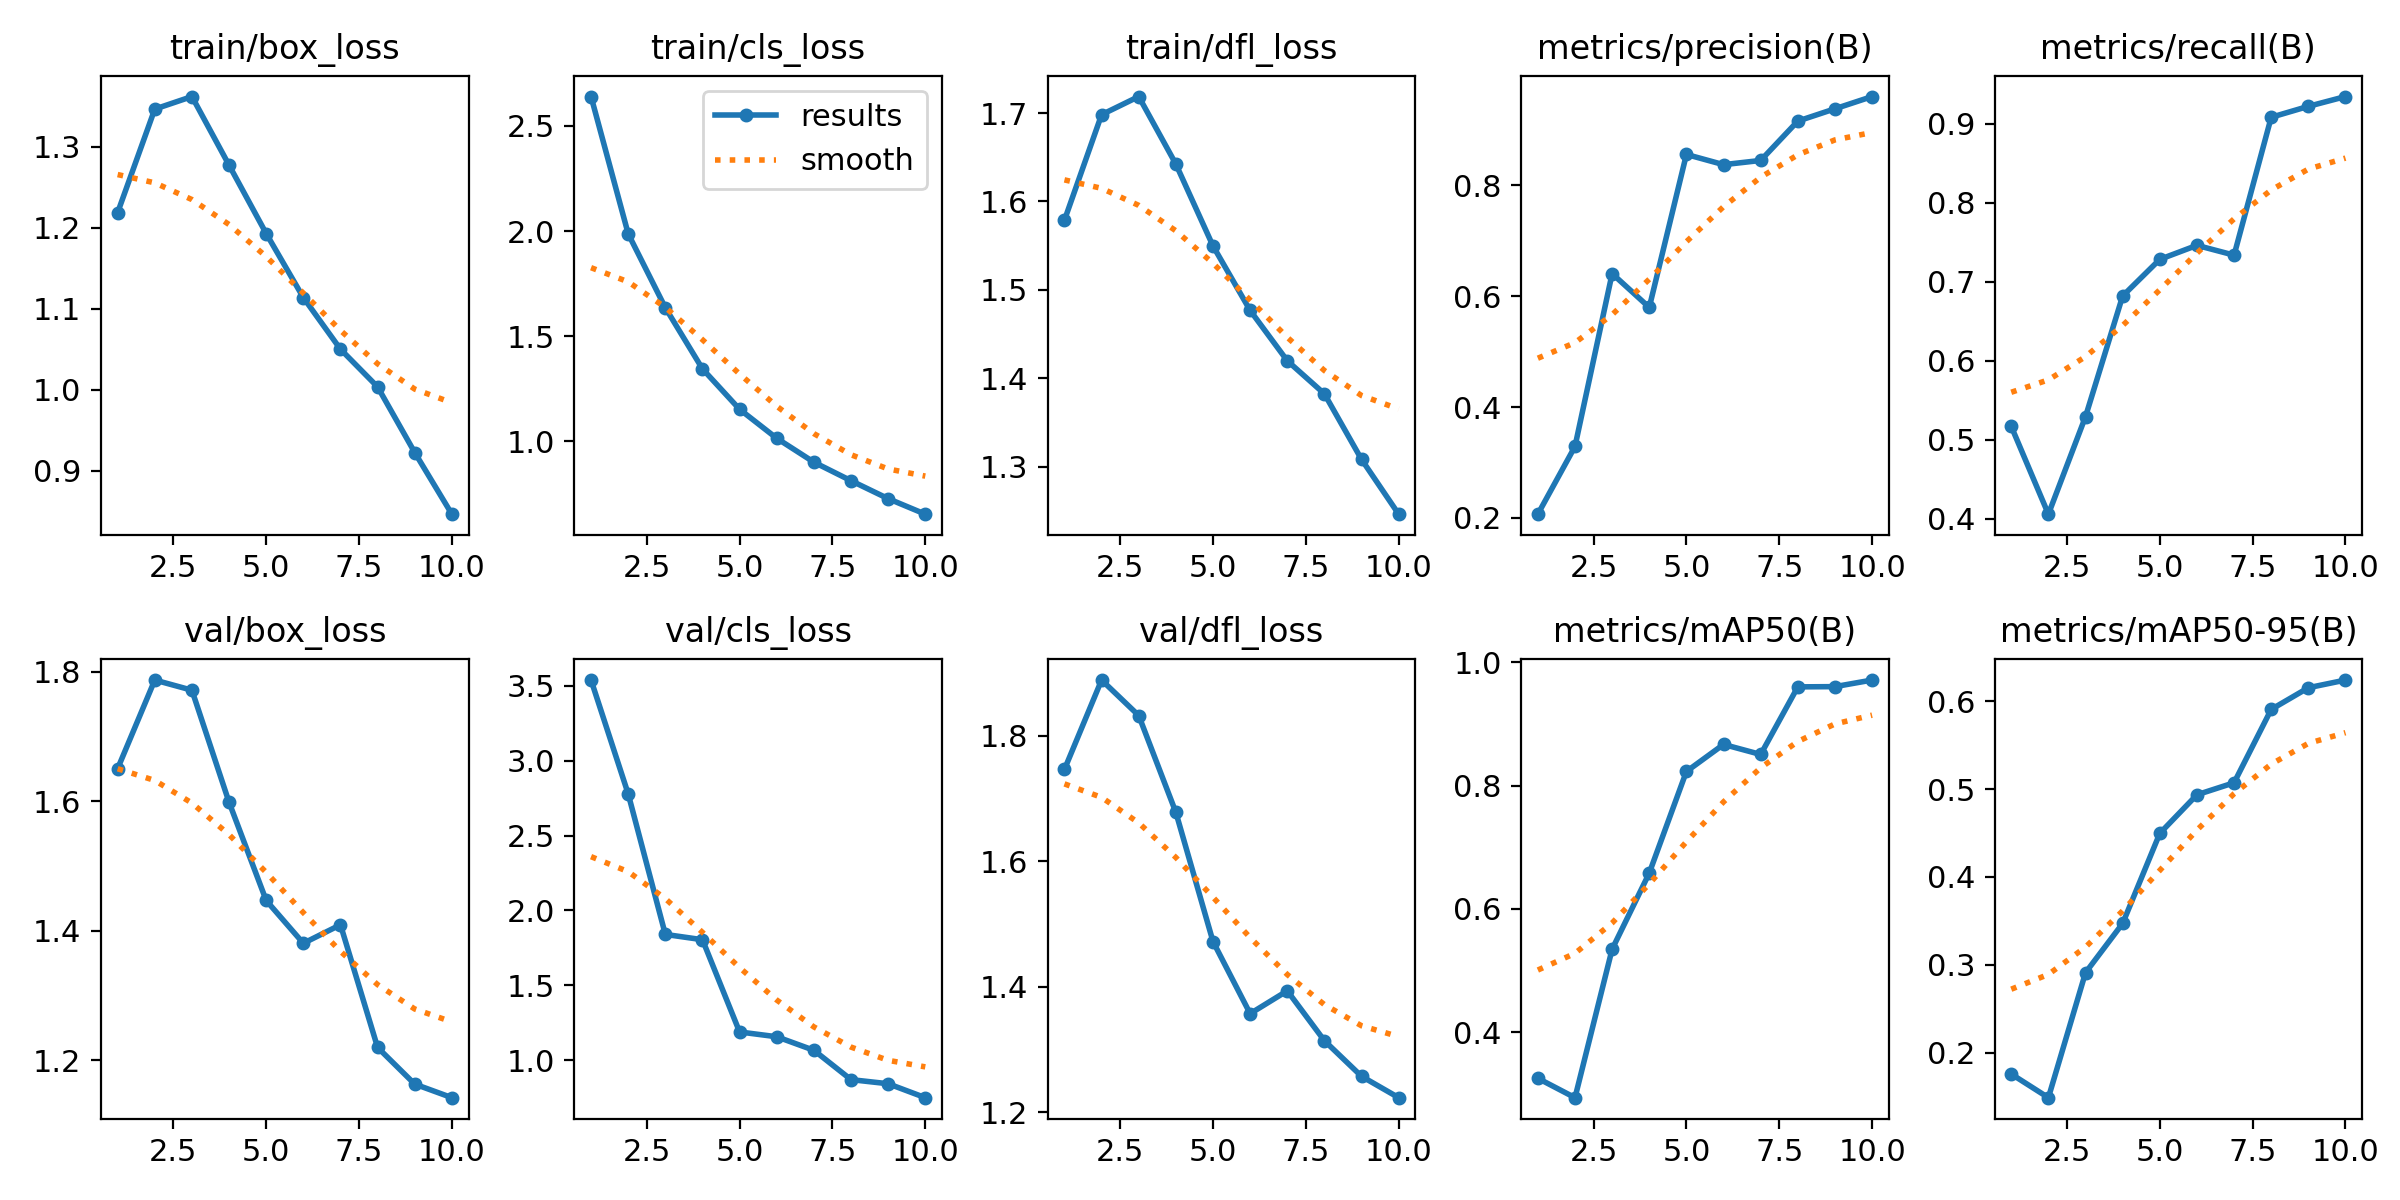 train/box_loss
1.3
1.2
1.1
1.0
0.9
2.5 5.0 7.5 10.0
train/cls_loss
results
smooth
2.5
2.0
1.5
1.0
2.5 5.0 7.5 10.0
train/dfl_loss
1.7
1.6
1.5
1.4
1.3
2.5 5.0 7.5 10.0
metrics/precision(B)
0.8
0.6
0.4
0.2
2.5 5.0 7.5 10.0
metrics/recall(B)
0.9
0.8
0.7
0.6
0.5
0.4
2.5 5.0 7.5 10.0
val/box_loss
1.8
1.6
1.4
1.2
2.5 5.0 7.5 10.0
val/cls_loss
3.5
3.0
2.5
2.0
1.5
1.0
2.5 5.0 7.5 10.0
val/dfl_loss
1.8
1.6
1.4
1.2
2.5 5.0 7.5 10.0
metrics/mAP50(B)
1.0
0.8
0.6
0.4
2.5 5.0 7.5 10.0
metrics/mAP50-95(B)
0.6
0.5
0.4
0.3
0.2
2.5 5.0 7.5 10.0